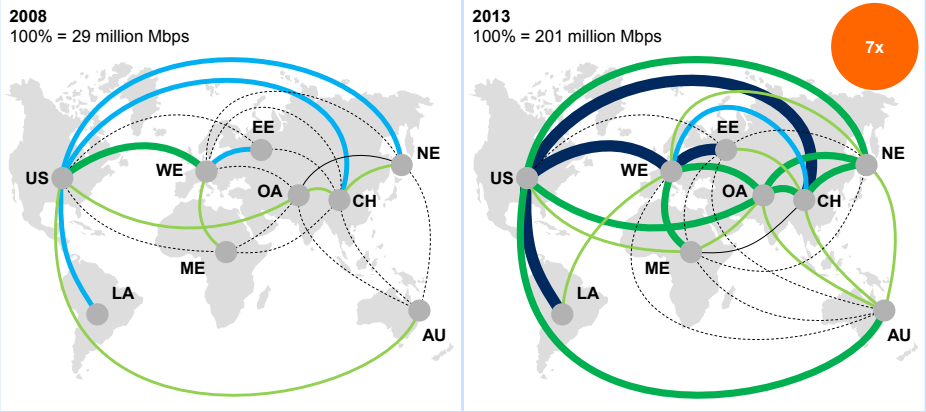 2008
100% = 29 million Mbps
EE
NE
WE
US
OA
CH
ME
LA
AU
2013
100% = 201 million Mbps
7x
EE
NE
WE
US
OA
CH
ME
LA
AU